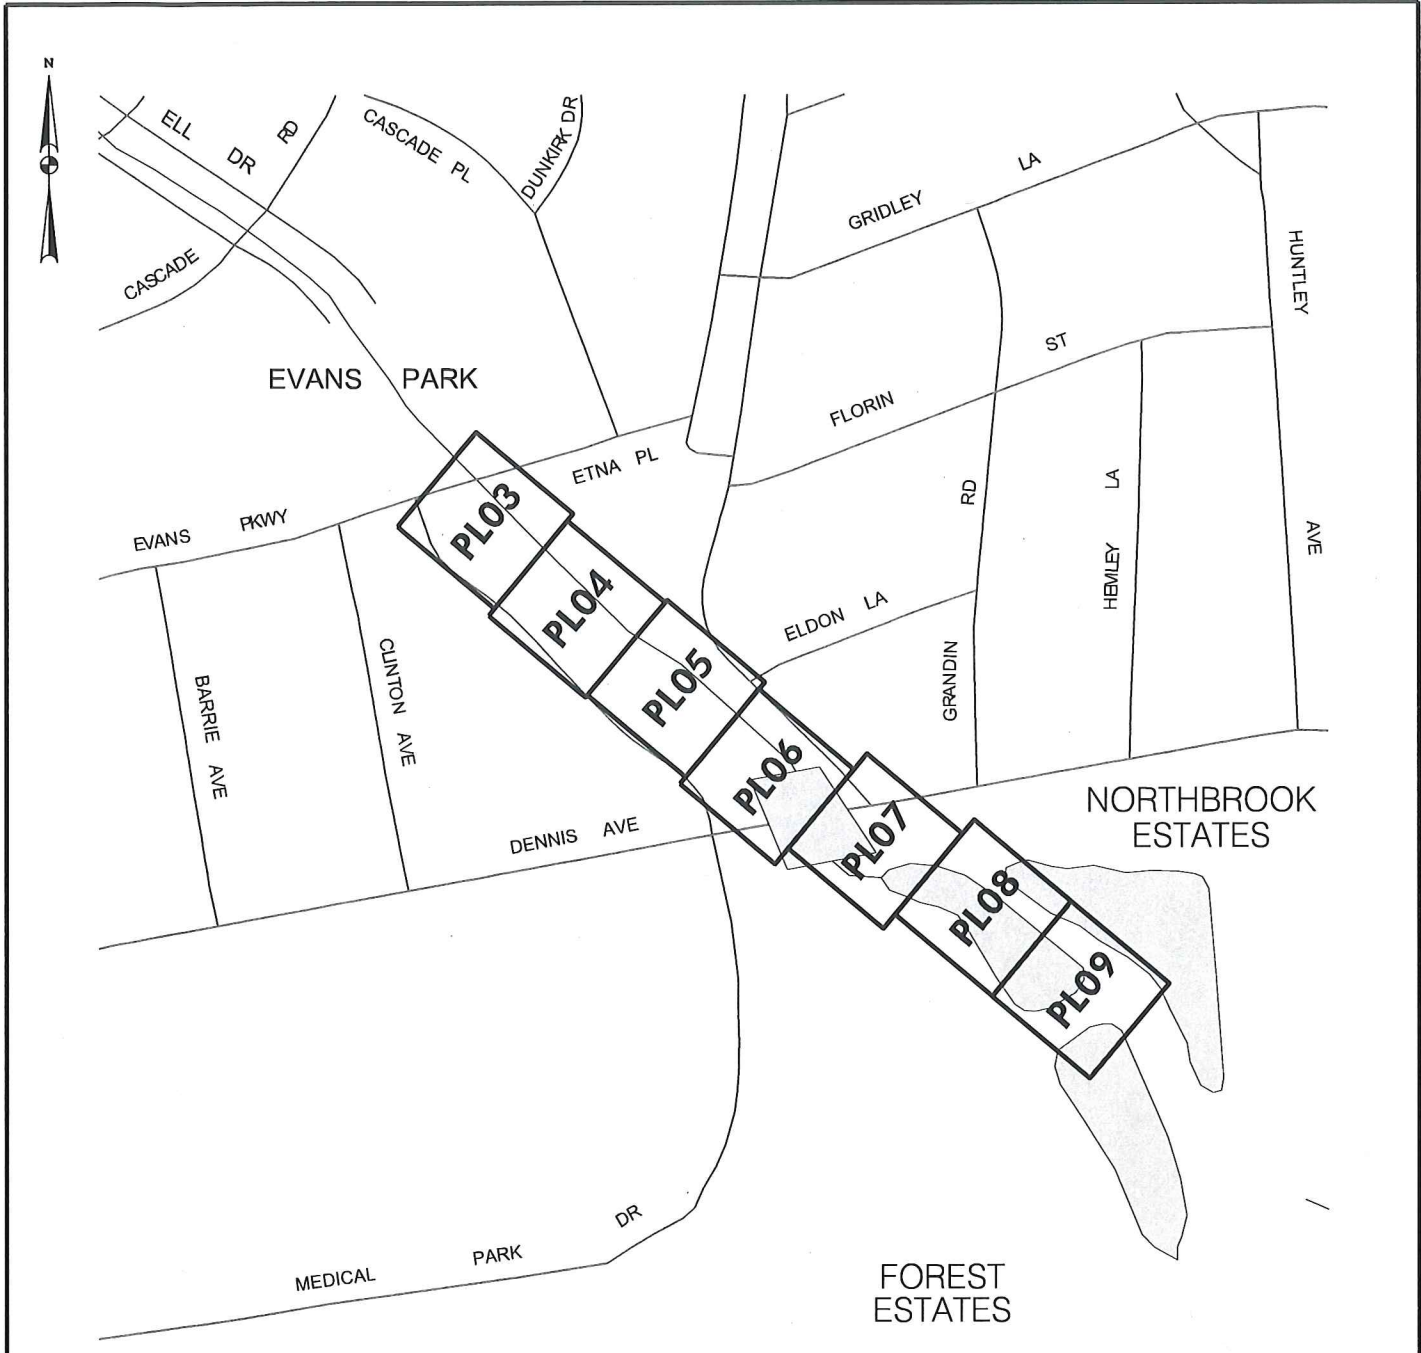 N
ELL DR
CASCADE RD
CASCADE PL
DUNKIRK DR
GRIDLEY LA
HUNTLEY AVE
EVANS PARK
FLORIN ST
ETNA PL
EVANS PKWY
GRANDIN RD
HEMLEY LA
PL03
PL04
PL05
PL06
PL07
PL08
PL09
ELDON LA
BARRIE AVE
CLINTON AVE
DENNIS AVE
NORTHBROOK
ESTATES
MEDICAL PARK DR
FOREST
ESTATES